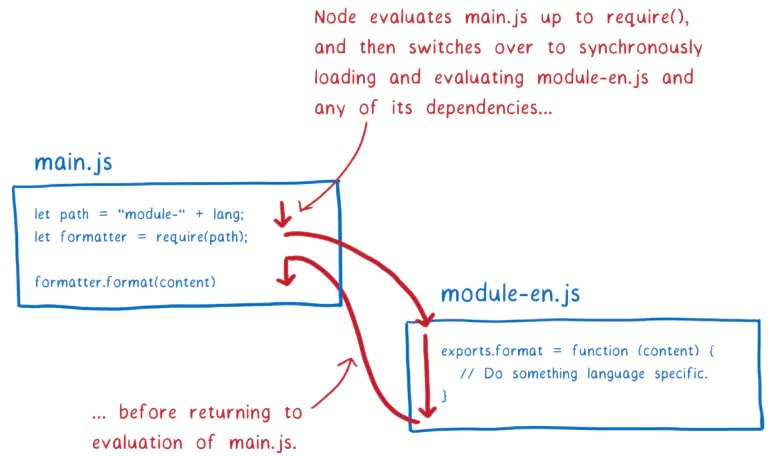 Node evaluates main.js up to require(),
and then switches over to synchronously
loading and evaluating module-en.js and
any of its dependencies...
main.js
let path = "module-" + lang;
let formatter = require(path);
formatter.format(content)
module-en.js
exports.format = function (content) {
// Do something language specific.
}
... before returning to
evaluation of main.js.